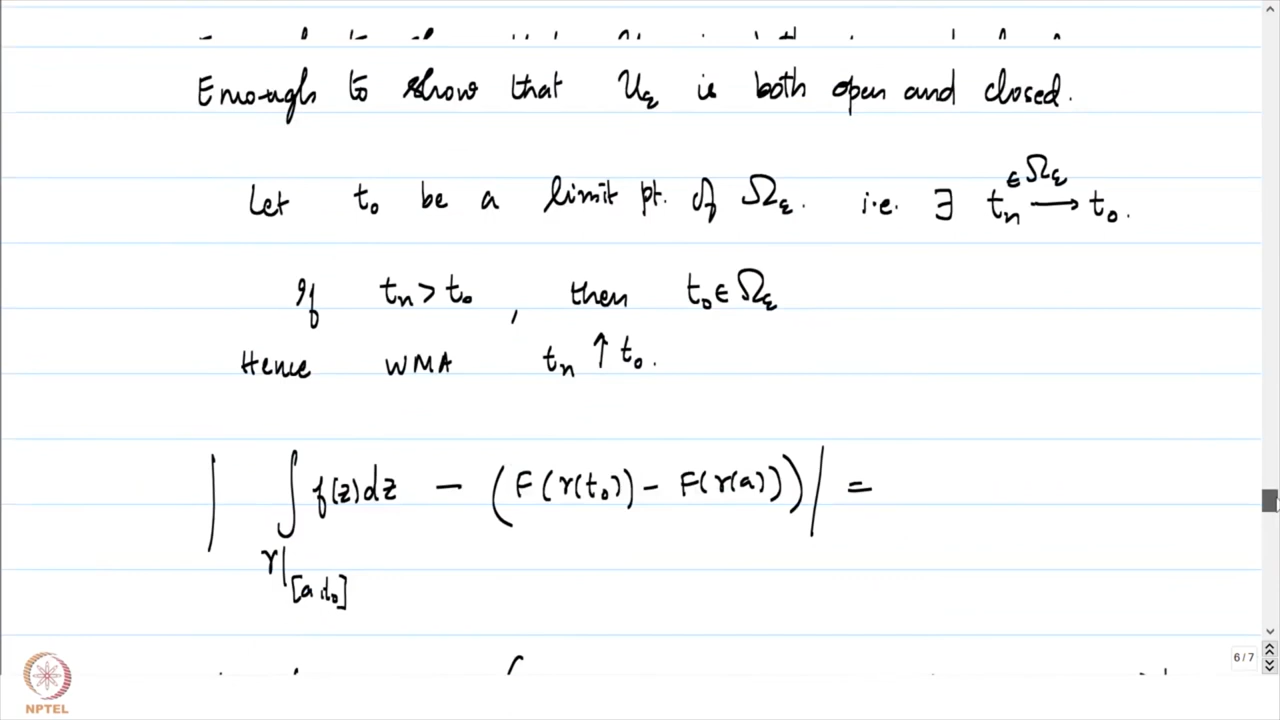 Enough to show that U_ε is both open and closed.
Let t₀ be a limit pt. of Ω_ε. i.e. ∃ t_n ⟶ t₀. ∈ Ω_ε
If t_n > t₀, then t₀ ∈ Ω_ε
Hence WMA t_n ↑ t₀.
| ∫_{γ|[a,t₀]} f(z)dz − (F(γ(t₀)) − F(γ(a))) | =
6/7
NPTEL